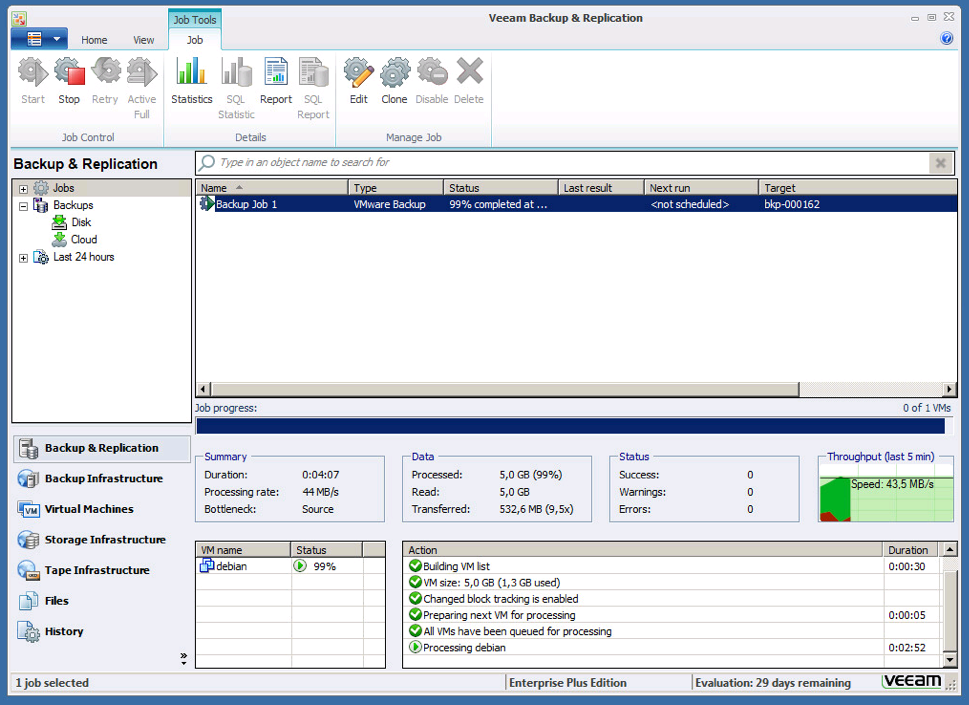 Job Tools
Veeam Backup & Replication
Home View Job
Start Stop Retry Active Full Statistics SQL Statistic Report SQL Report Edit Clone Disable Delete
Job Control Details Manage Job
Backup & Replication
Type in an object name to search for
Jobs
Backups
Disk
Cloud
Last 24 hours
Name Type Status Last result Next run Target
Backup Job 1 VMware Backup 99% completed at ... <not scheduled> bkp-000162
Job progress: 0 of 1 VMs
Backup & Replication
Backup Infrastructure
Virtual Machines
Storage Infrastructure
Tape Infrastructure
Files
History
Summary
Duration: 0:04:07
Processing rate: 44 MB/s
Bottleneck: Source
Data
Processed: 5,0 GB (99%)
Read: 5,0 GB
Transferred: 532,6 MB (9,5x)
Status
Success: 0
Warnings: 0
Errors: 0
Throughput (last 5 min)
Speed: 43,5 MB/s
VM name Status
debian 99%
Action Duration
Building VM list 0:00:30
VM size: 5,0 GB (1,3 GB used)
Changed block tracking is enabled
Preparing next VM for processing 0:00:05
All VMs have been queued for processing
Processing debian 0:02:52
1 job selected Enterprise Plus Edition Evaluation: 29 days remaining veeam